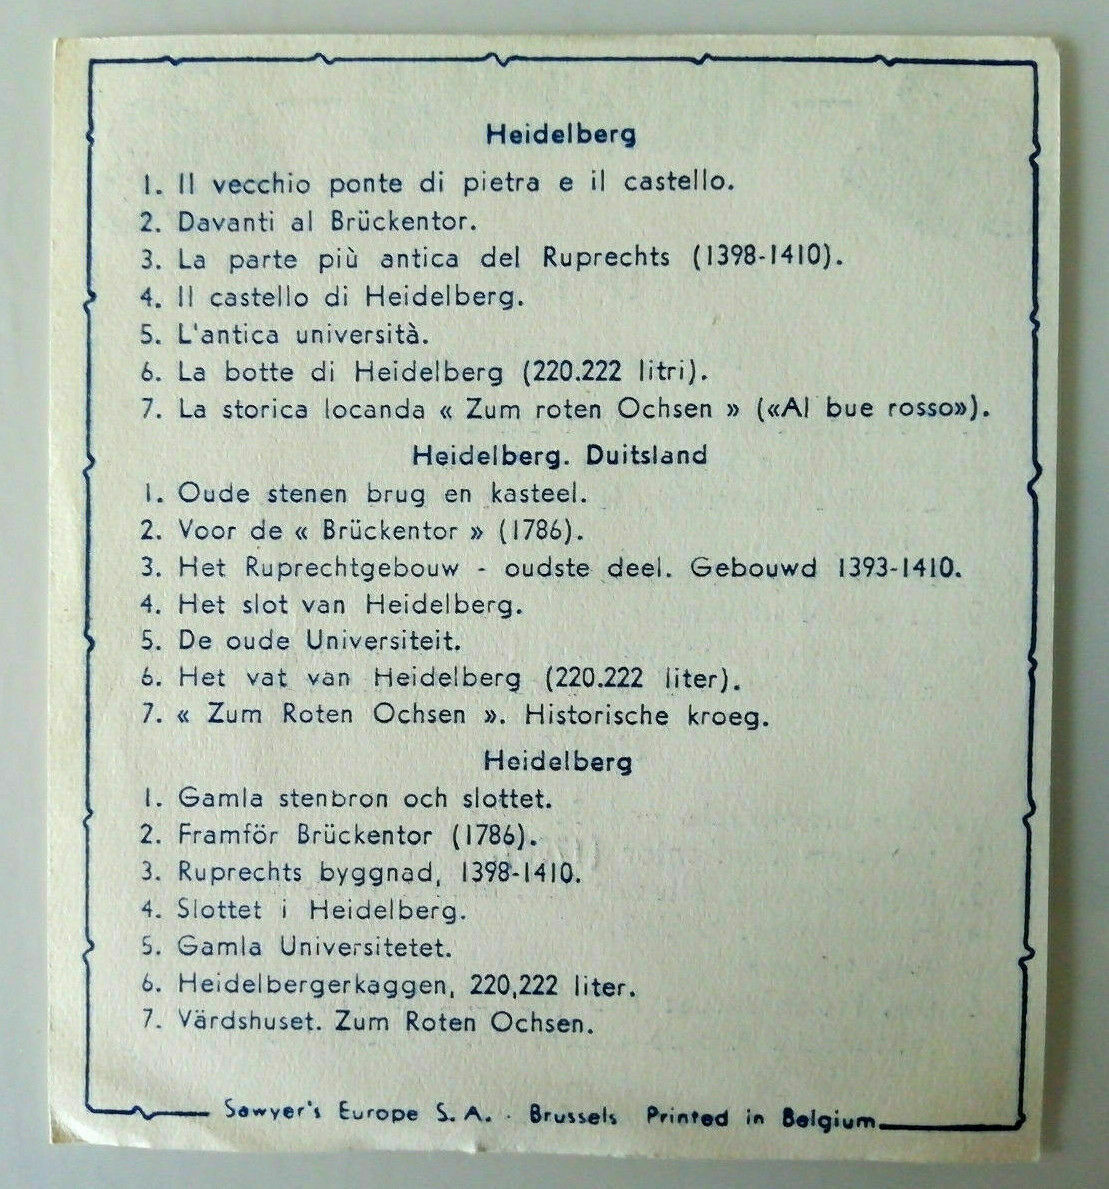 Heidelberg
1. Il vecchio ponte di pietra e il castello.
2. Davanti al Brückentor.
3. La parte più antica del Ruprechts (1398-1410).
4. Il castello di Heidelberg.
5. L'antica università.
6. La botte di Heidelberg (220.222 litri).
7. La storica locanda « Zum roten Ochsen » («Al bue rosso»).
Heidelberg. Duitsland
1. Oude stenen brug en kasteel.
2. Voor de « Brückentor » (1786).
3. Het Ruprechtgebouw - oudste deel. Gebouwd 1393-1410.
4. Het slot van Heidelberg.
5. De oude Universiteit.
6. Het vat van Heidelberg (220.222 liter).
7. « Zum Roten Ochsen ». Historische kroeg.
Heidelberg
1. Gamla stenbron och slottet.
2. Framför Brückentor (1786).
3. Ruprechts byggnad, 1398-1410.
4. Slottet i Heidelberg.
5. Gamla Universitetet.
6. Heidelbergerkaggen, 220,222 liter.
7. Värdshuset. Zum Roten Ochsen.
Sawyer's Europe S.A. · Brussels Printed in Belgium